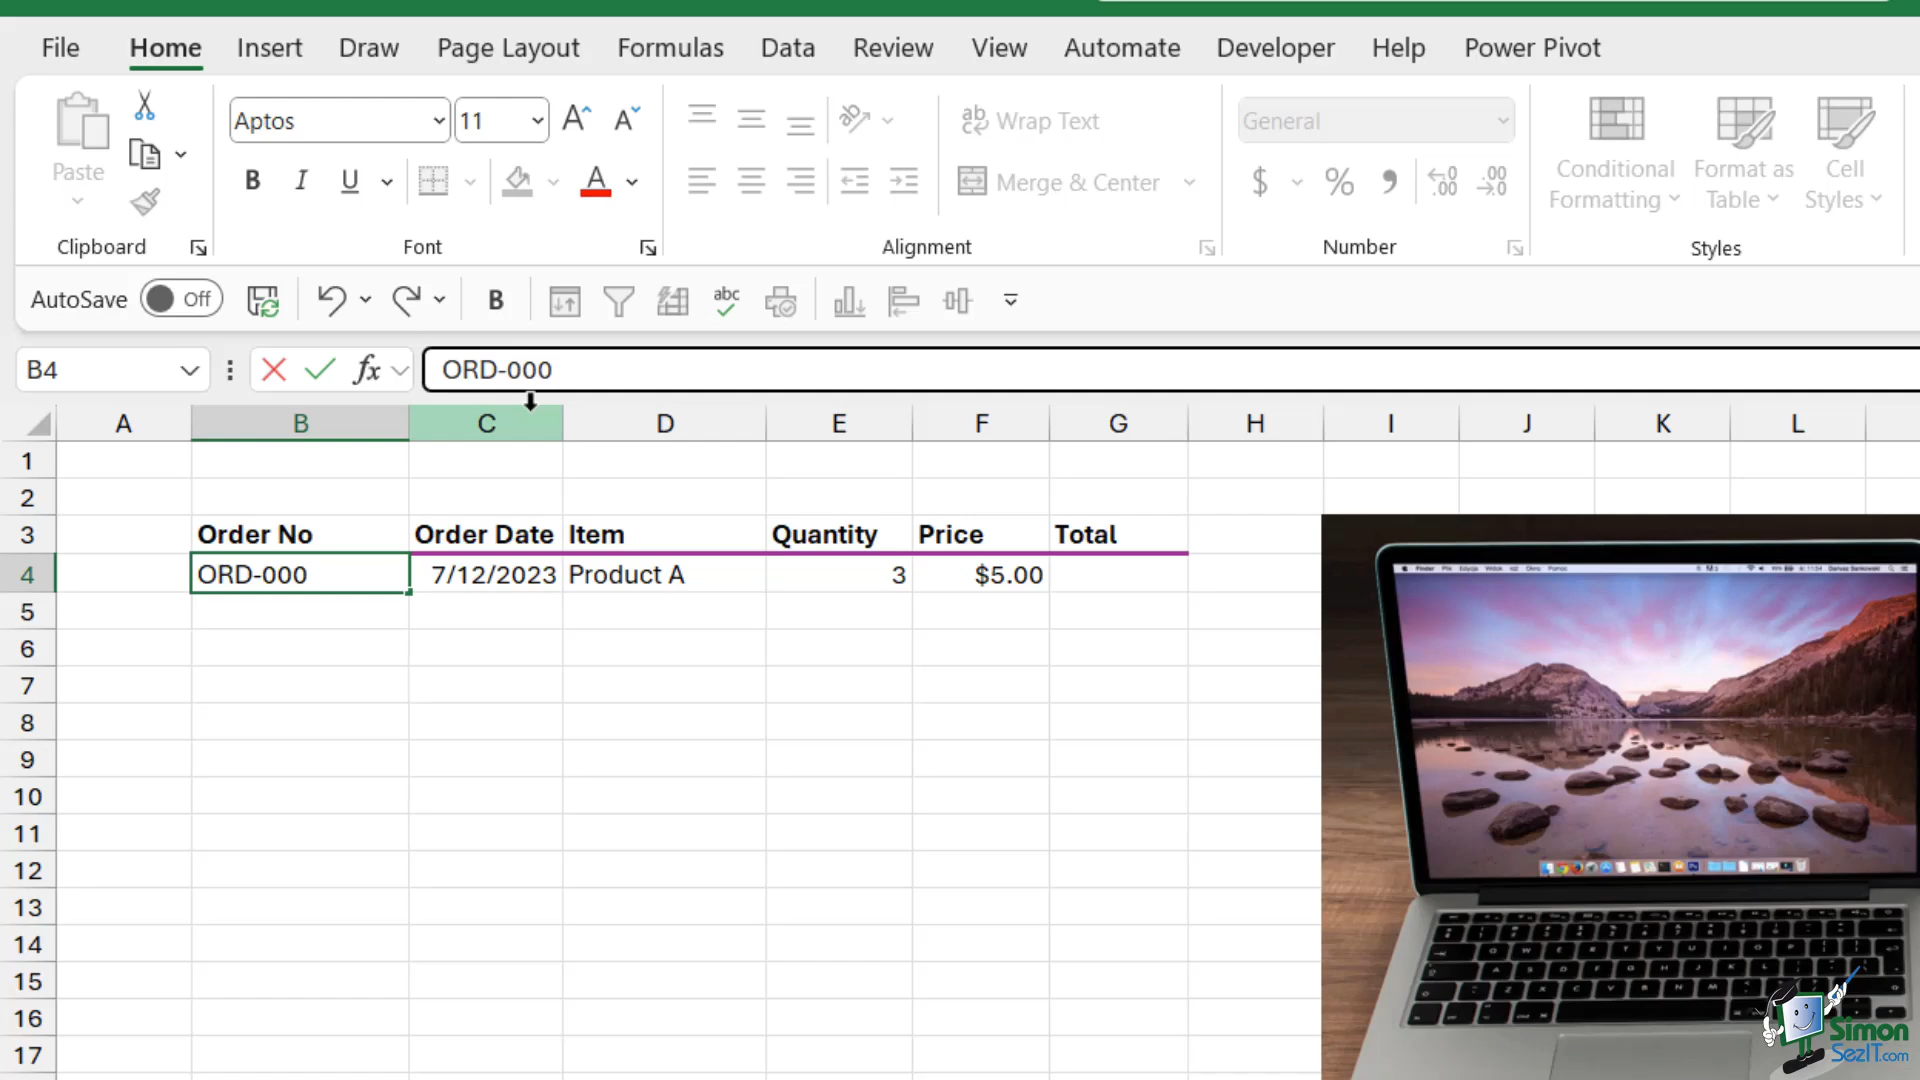 File Home Insert Draw Page Layout Formulas Data Review View Automate Developer Help Power Pivot
Paste
Clipboard
Aptos 11
B I U A
Font
ab Wrap Text
Merge & Center
Alignment
General
$ % 9
Number
Conditional Formatting
Format as Table
Cell Styles
Styles
AutoSave Off B abc
B4 fx ORD-000
A B C D E F G H I J K L
1
2
3 Order No Order Date Item Quantity Price Total
4 ORD-000 7/12/2023 Product A 3 $5.00
5
6
7
8
9
10
11
12
13
14
15
16
17
Simon
SezIT.com